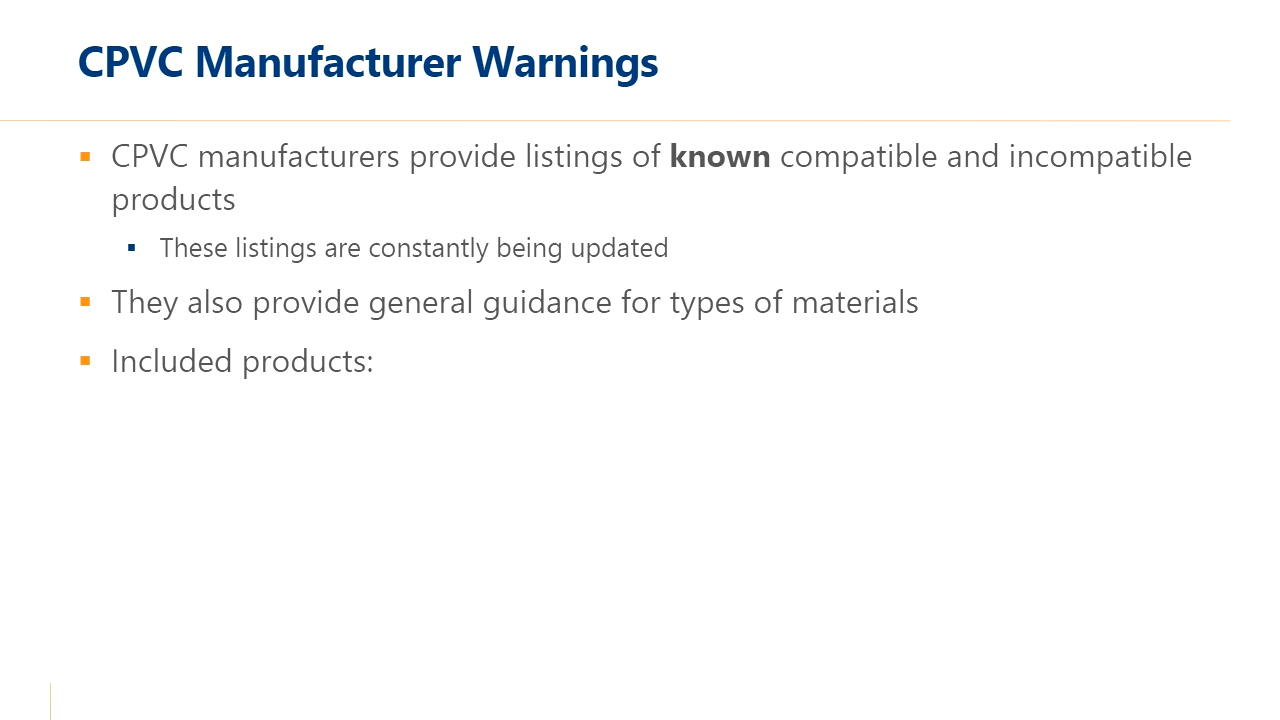 CPVC Manufacturer Warnings
CPVC manufacturers provide listings of known compatible and incompatible
products
These listings are constantly being updated
They also provide general guidance for types of materials
Included products: